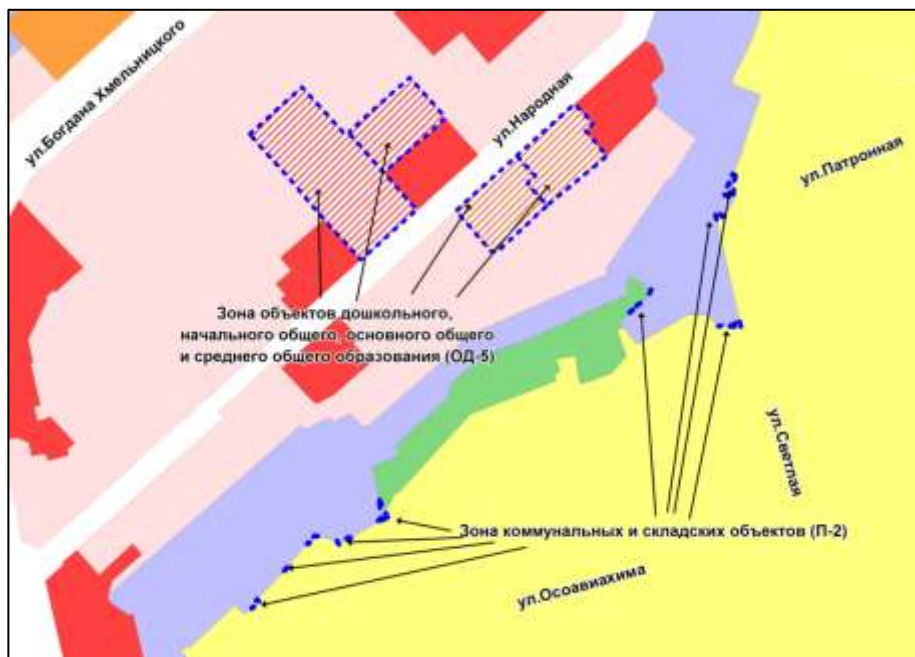 ул.Богдана Хмельницкого
ул.Народная
ул.Патронная
Зона объектов дошкольного,
начального общего, основного общего
и среднего общего образования (ОД-5)
ул.Светлая
Зона коммунальных и складских объектов (П-2)
ул.Осоавиахима